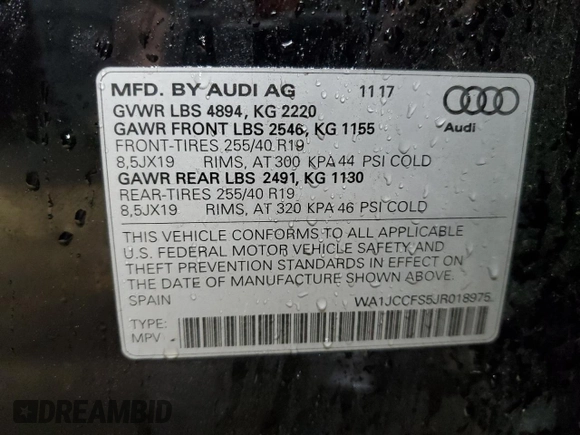 MFD. BY AUDI AG 11 17
GVWR LBS 4894, KG 2220
GAWR FRONT LBS 2546, KG 1155
FRONT-TIRES 255/40 R19
8,5JX19 RIMS, AT 300 KPA 44 PSI COLD
GAWR REAR LBS 2491, KG 1130
REAR-TIRES 255/40 R19
8,5JX19 RIMS, AT 320 KPA 46 PSI COLD
Audi
THIS VEHICLE CONFORMS TO ALL APPLICABLE
U.S. FEDERAL MOTOR VEHICLE SAFETY AND
THEFT PREVENTION STANDARDS IN EFFECT ON
THE DATE OF MANUFACTURE SHOWN ABOVE.
SPAIN WA1JCCFS5JR018975
TYPE:
MPV
DREAMBID